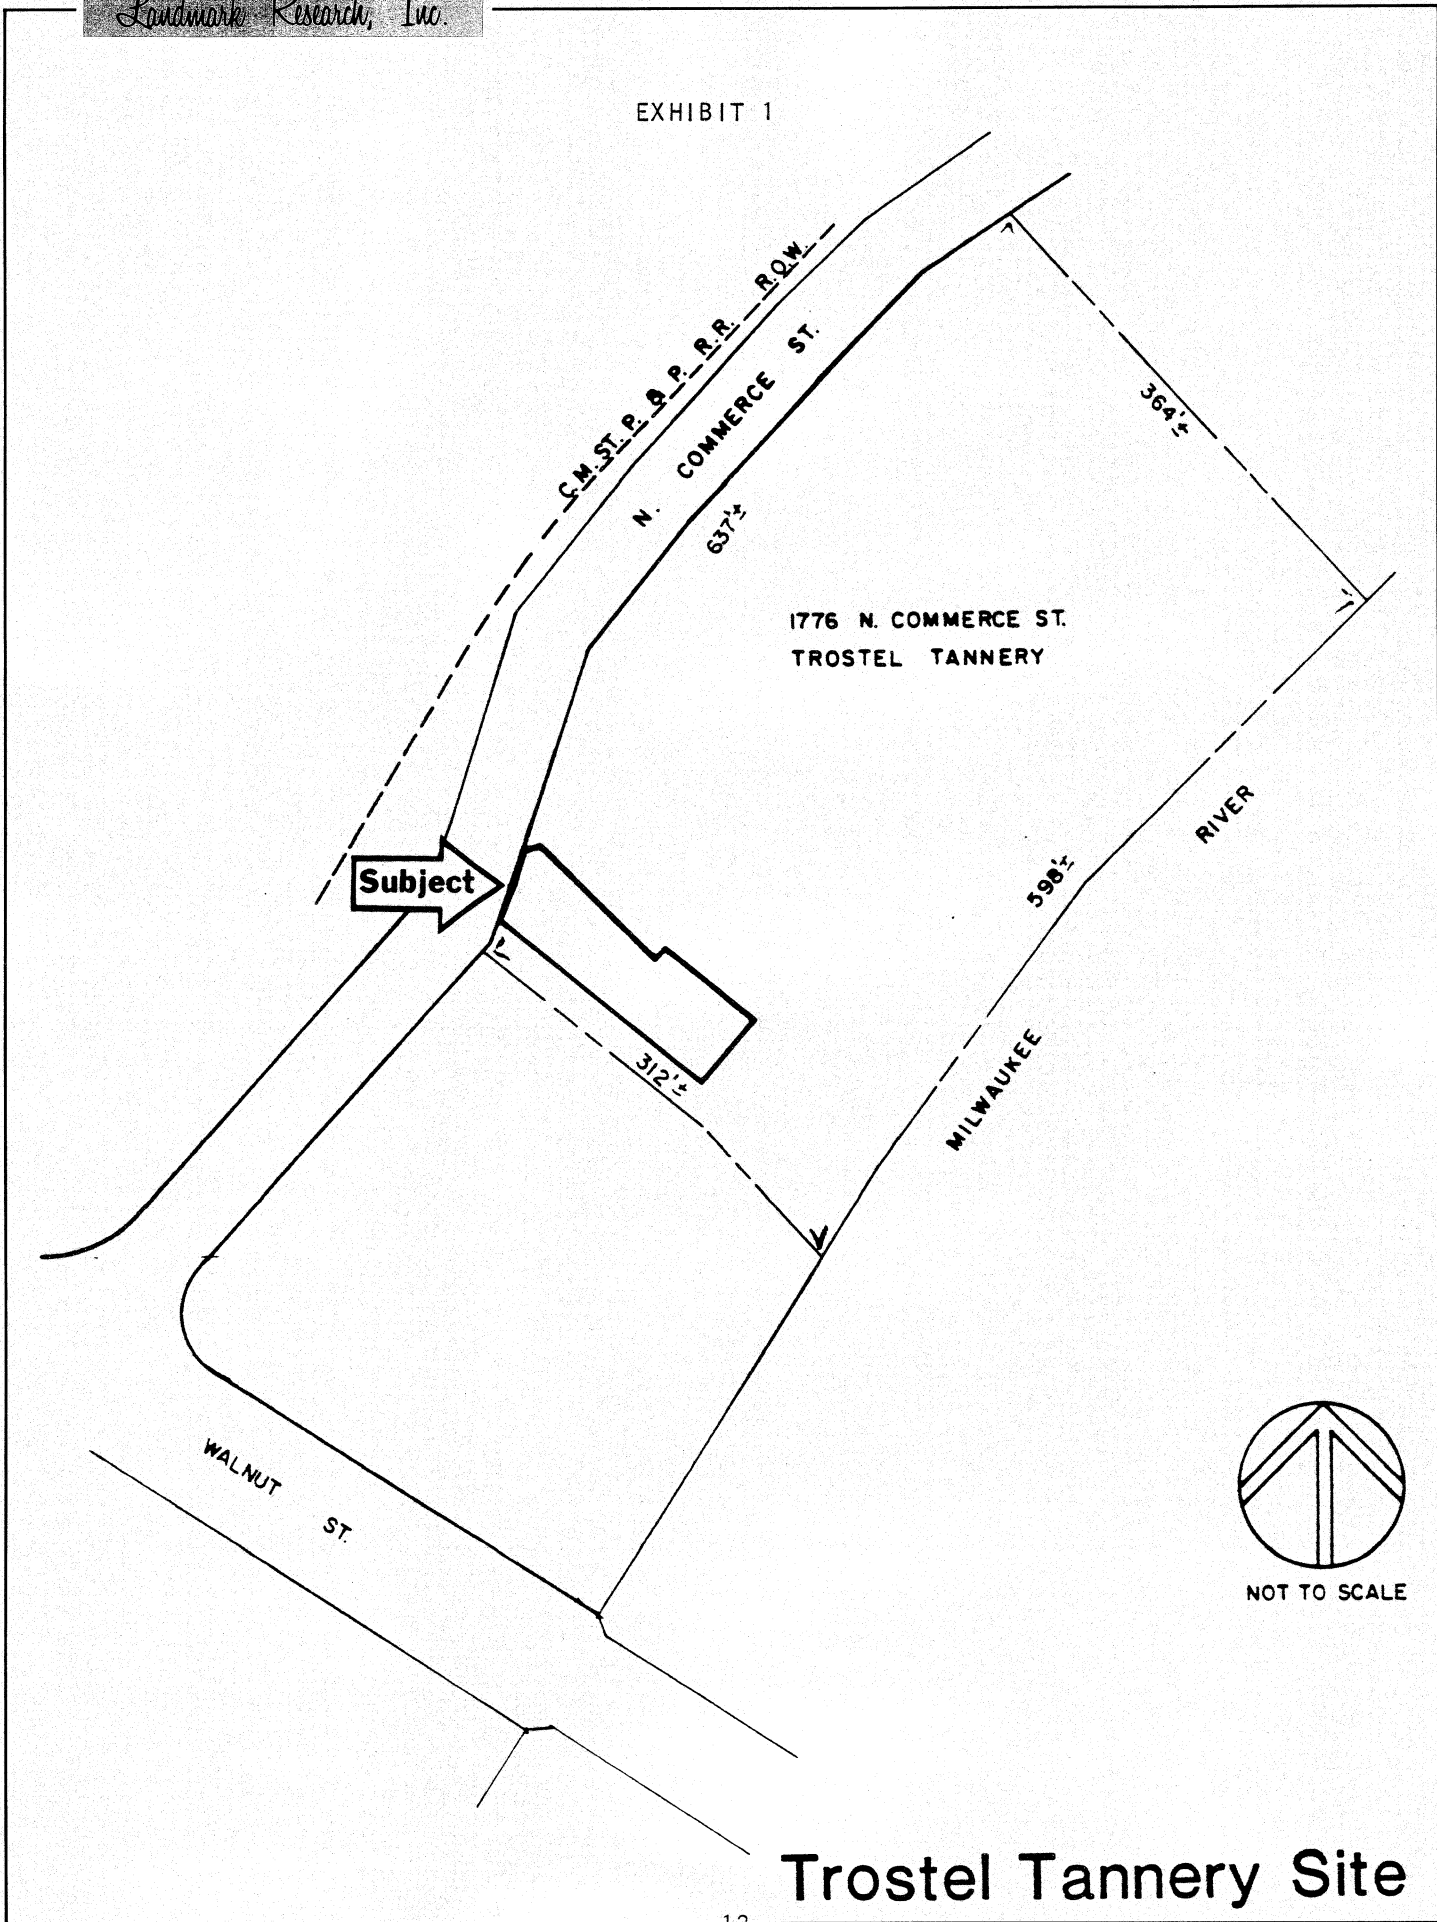 Landmark Research, Inc.
EXHIBIT 1
C.M. ST. P. & P. R.R. R.O.W.
N. COMMERCE ST.
364'±
637'±
1776 N. COMMERCE ST.
TROSTEL TANNERY
Subject
598'±
MILWAUKEE RIVER
312'±
WALNUT ST.
NOT TO SCALE
Trostel Tannery Site